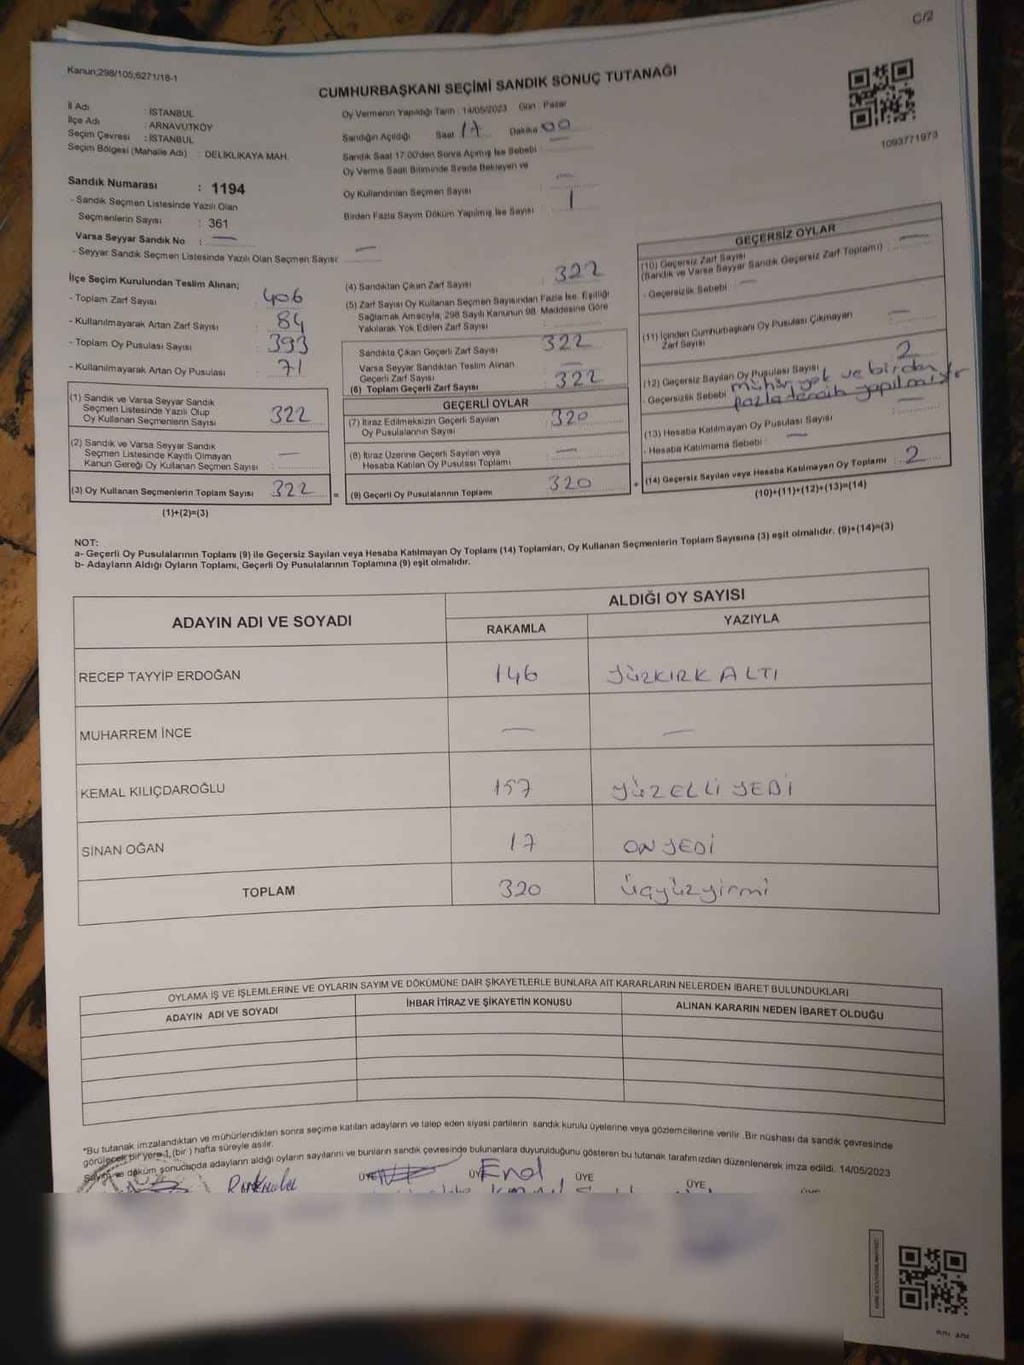 C/2
Kanun;298/105,6271/18-1
CUMHURBAŞKANI SEÇİMİ SANDIK SONUÇ TUTANAĞI
İl Adı : İSTANBUL
İlçe Adı : ARNAVUTKÖY
Seçim Çevresi : İSTANBUL
Seçim Bölgesi (Mahalle Adı) : DELİKLİKAYA MAH.
Oy Vermenin Yapıldığı Tarih : 14/05/2023 Gün : Pazar
Sandığın Açıldığı Saat 17 Dakika 00
Sandık Saat 17:00'den Sonra Açılmış İse Sebebi
Oy Verme Saati Bitiminde Sırada Bekleyen ve
Oy Kullandırılan Seçmen Sayısı
Birden Fazla Sayım Döküm Yapılmış İse Sayısı 1
1093771973
Sandık Numarası : 1194
- Sandık Seçmen Listesinde Yazılı Olan
Seçmenlerin Sayısı : 361
Varsa Seyyar Sandık No : —
- Seyyar Sandık Seçmen Listesinde Yazılı Olan Seçmen Sayısı —
İlçe Seçim Kurulundan Teslim Alınan;
- Toplam Zarf Sayısı 406
- Kullanılmayarak Artan Zarf Sayısı 84
- Toplam Oy Pusulası Sayısı 393
- Kullanılmayarak Artan Oy Pusulası 71
(1) Sandık ve Varsa Seyyar Sandık
Seçmen Listesinde Yazılı Olup
Oy Kullanan Seçmenlerin Sayısı 322
(2) Sandık ve Varsa Seyyar Sandık
Seçmen Listesinde Kayıtlı Olmayan
Kanun Gereği Oy Kullanan Seçmen Sayısı —
(3) Oy Kullanan Seçmenlerin Toplam Sayısı 322 =
(1)+(2)=(3)
(4) Sandıktan Çıkan Zarf Sayısı 322
(5) Zarf Sayısı Oy Kullanan Seçmen Sayısından Fazla İse, Eşitliği
Sağlamak Amacıyla, 298 Sayılı Kanunun 98. Maddesine Göre
Yakılarak Yok Edilen Zarf Sayısı
Sandıkta Çıkan Geçerli Zarf Sayısı 322
Varsa Seyyar Sandıktan Teslim Alınan
Geçerli Zarf Sayısı —
(6) Toplam Geçerli Zarf Sayısı 322
GEÇERLİ OYLAR
(7) İtiraz Edilmeksizin Geçerli Sayılan
Oy Pusulalarının Sayısı 320
(8) İtiraz Üzerine Geçerli Sayılan veya
Hesaba Katılan Oy Pusulası Toplamı —
(9) Geçerli Oy Pusulalarının Toplamı 320 +
GEÇERSİZ OYLAR
(10) Geçersiz Zarf Sayısı —
(Sandık ve Varsa Seyyar Sandık Geçersiz Zarf Toplamı)
- Geçersizlik Sebebi —
(11) İçinden Cumhurbaşkanı Oy Pusulası Çıkmayan
Zarf Sayısı —
(12) Geçersiz Sayılan Oy Pusulası Sayısı 2
- Geçersizlik Sebebi mühür yok ve birden
fazla tercih yapılmıştır
(13) Hesaba Katılmayan Oy Pusulası Sayısı —
- Hesaba Katılmama Sebebi —
(14) Geçersiz Sayılan veya Hesaba Katılmayan Oy Toplamı 2
(10)+(11)+(12)+(13)=(14)
NOT:
a- Geçerli Oy Pusulalarının Toplamı (9) ile Geçersiz Sayılan veya Hesaba Katılmayan Oy Toplamı (14) Toplamları, Oy Kullanan Seçmenlerin Toplam Sayısına (3) eşit olmalıdır. (9)+(14)=(3)
b- Adayların Aldığı Oyların Toplamı, Geçerli Oy Pusulalarının Toplamına (9) eşit olmalıdır.
ADAYIN ADI VE SOYADI
ALDIĞI OY SAYISI
RAKAMLA YAZIYLA
RECEP TAYYİP ERDOĞAN 146 YÜZKIRK ALTI
MUHARREM İNCE — —
KEMAL KILIÇDAROĞLU 157 YÜZELLİ YEDİ
SİNAN OĞAN 17 ON YEDİ
TOPLAM 320 üçyüzyirmi
OYLAMA İŞ VE İŞLEMLERİNE VE OYLARIN SAYIM VE DÖKÜMÜNE DAİR ŞİKAYETLERLE BUNLARA AİT KARARLARIN NELERDEN İBARET BULUNDUKLARI
ADAYIN ADI VE SOYADI İHBAR İTİRAZ VE ŞİKAYETİN KONUSU ALINAN KARARIN NEDEN İBARET OLDUĞU
*Bu tutanak imzalandıktan ve mühürlendikten sonra seçime katılan adayların ve talep eden siyasi partilerin sandık kurulu üyelerine veya gözlemcilerine verilir. Bir nüshası da sandık çevresinde
görülecek bir yere 1 (bir ) hafta süreyle asılır.
Sayım ve döküm sonucunda adayların aldığı oyların sayılarını ve bunların sandık çevresinde bulunanlara duyurulduğunu gösteren bu tutanak tarafımızdan düzenlenerek imza edildi. 14/05/2023
ÜYE ÜYE ÜYE ÜYE